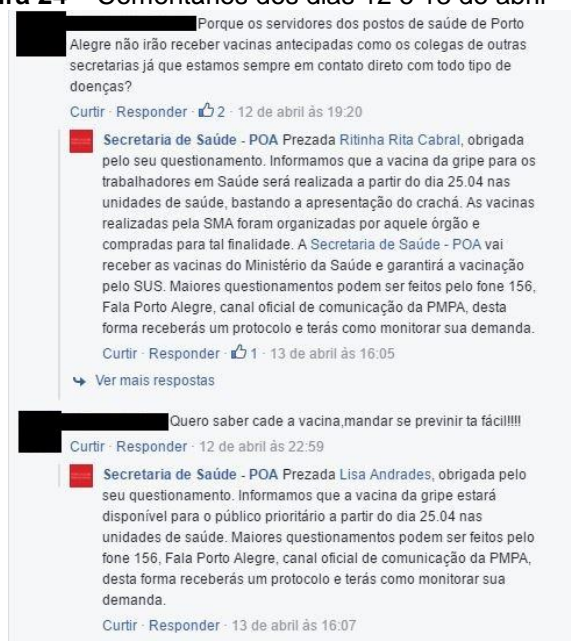 Comentários dos dias 12 e 13 de abril
Porque os servidores dos postos de saúde de Porto
Alegre não irão receber vacinas antecipadas como os colegas de outras
secretarias já que estamos sempre em contato direto com todo tipo de
doenças?
Curtir · Responder · 2 · 12 de abril às 19:20
Secretaria de Saúde - POA Prezada Ritinha Rita Cabral, obrigada
pelo seu questionamento. Informamos que a vacina da gripe para os
trabalhadores em Saúde será realizada a partir do dia 25.04 nas
unidades de saúde, bastando a apresentação do crachá. As vacinas
realizadas pela SMA foram organizadas por aquele órgão e
compradas para tal finalidade. A Secretaria de Saúde - POA vai
receber as vacinas do Ministério da Saúde e garantirá a vacinação
pelo SUS. Maiores questionamentos podem ser feitos pelo fone 156,
Fala Porto Alegre, canal oficial de comunicação da PMPA, desta
forma receberás um protocolo e terás como monitorar sua demanda.
Curtir · Responder · 1 · 13 de abril às 16:05
Ver mais respostas
Quero saber cade a vacina,mandar se previnir ta fácil!!!!!
Curtir · Responder · 12 de abril às 22:59
Secretaria de Saúde - POA Prezada Lisa Andrades, obrigada pelo
seu questionamento. Informamos que a vacina da gripe estará
disponível para o público prioritário a partir do dia 25.04 nas
unidades de saúde. Maiores questionamentos podem ser feitos pelo
fone 156, Fala Porto Alegre, canal oficial de comunicação da PMPA,
desta forma receberás um protocolo e terás como monitorar sua
demanda.
Curtir · Responder · 13 de abril às 16:07